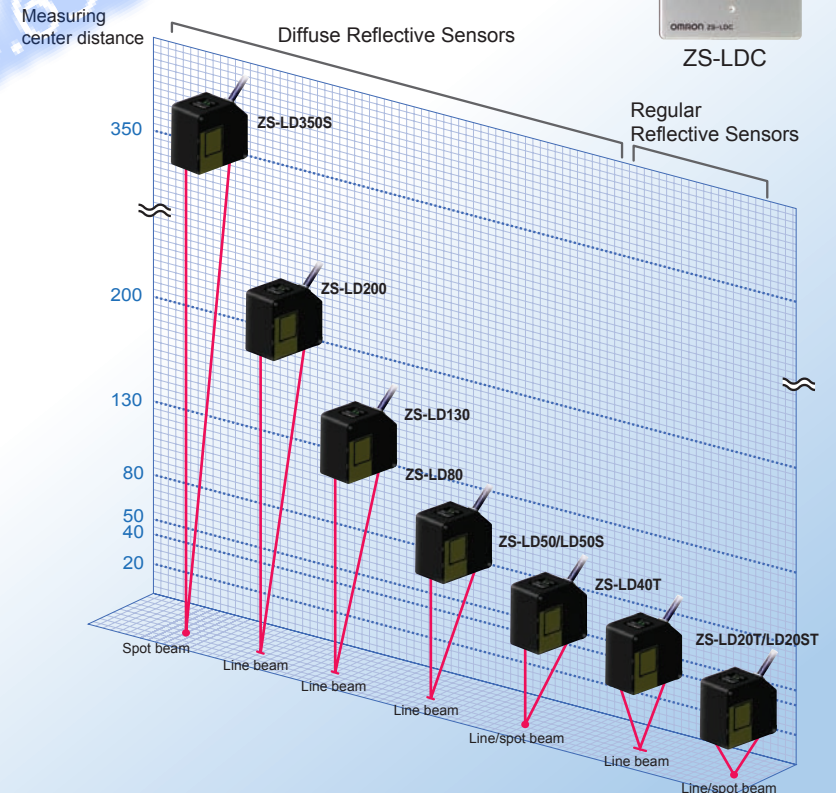 Measuring
center distance
Diffuse Reflective Sensors
OMRON ZS-LDC
ZS-LDC
Regular
Reflective Sensors
350
ZS-LD350S
200
ZS-LD200
130
ZS-LD130
80
ZS-LD80
50
40
20
ZS-LD50/LD50S
ZS-LD40T
ZS-LD20T/LD20ST
Spot beam
Line beam
Line beam
Line beam
Line/spot beam
Line beam
Line/spot beam